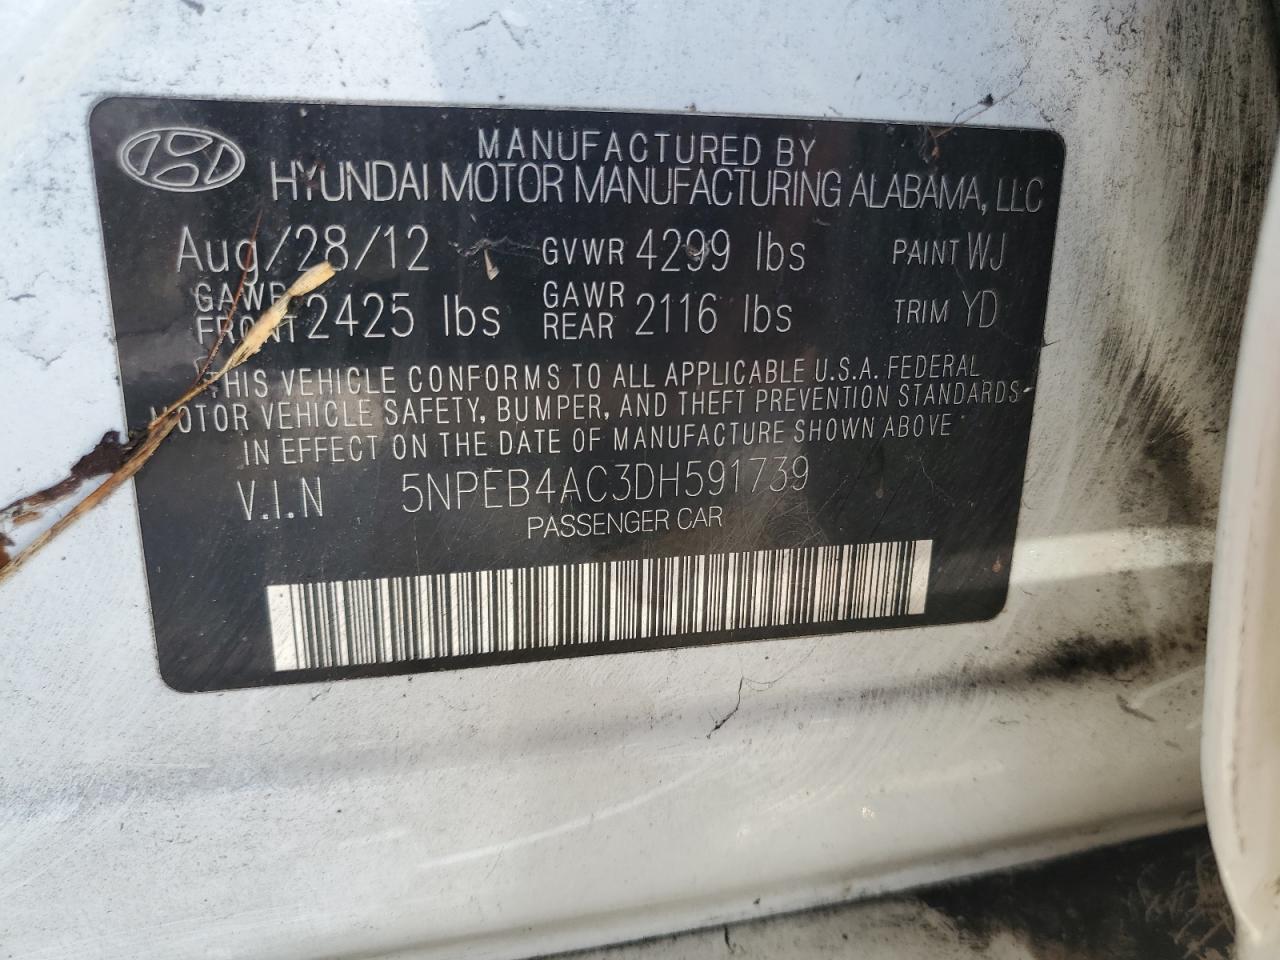 MANUFACTURED BY
HYUNDAI MOTOR MANUFACTURING ALABAMA, LLC
Aug/28/12 GVWR 4299 lbs PAINT WJ
GAWR FRONT 2425 lbs GAWR REAR 2116 lbs TRIM YD
THIS VEHICLE CONFORMS TO ALL APPLICABLE U.S.A. FEDERAL
MOTOR VEHICLE SAFETY, BUMPER, AND THEFT PREVENTION STANDARDS
IN EFFECT ON THE DATE OF MANUFACTURE SHOWN ABOVE
V.I.N 5NPEB4AC3DH591739
PASSENGER CAR